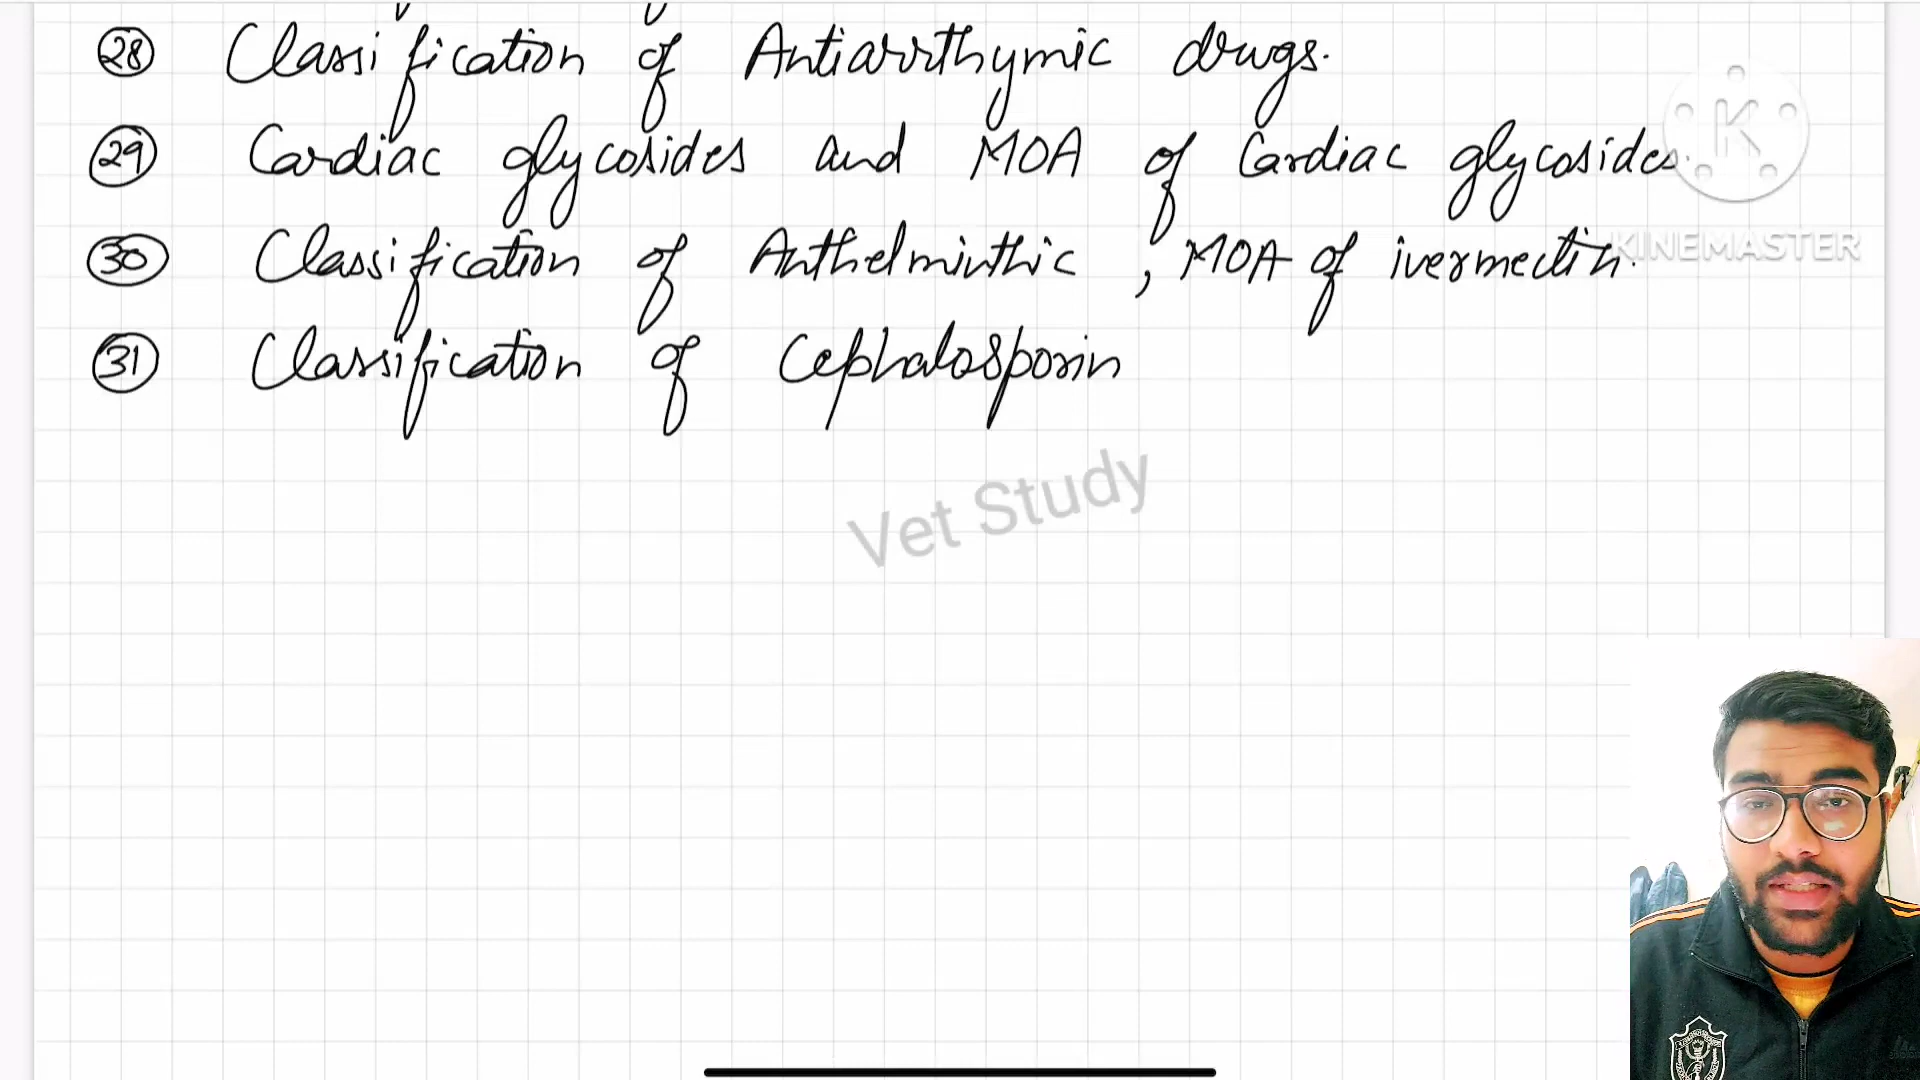 28 Classification of Antiarrthymic drugs.
29 Cardiac glycosides and MOA of Cardiac glycosides.
30 Classification of Anthelminthic , MOA of ivermectin.
31 Classification of Cephalosporin
K
KINEMASTER
Vet Study